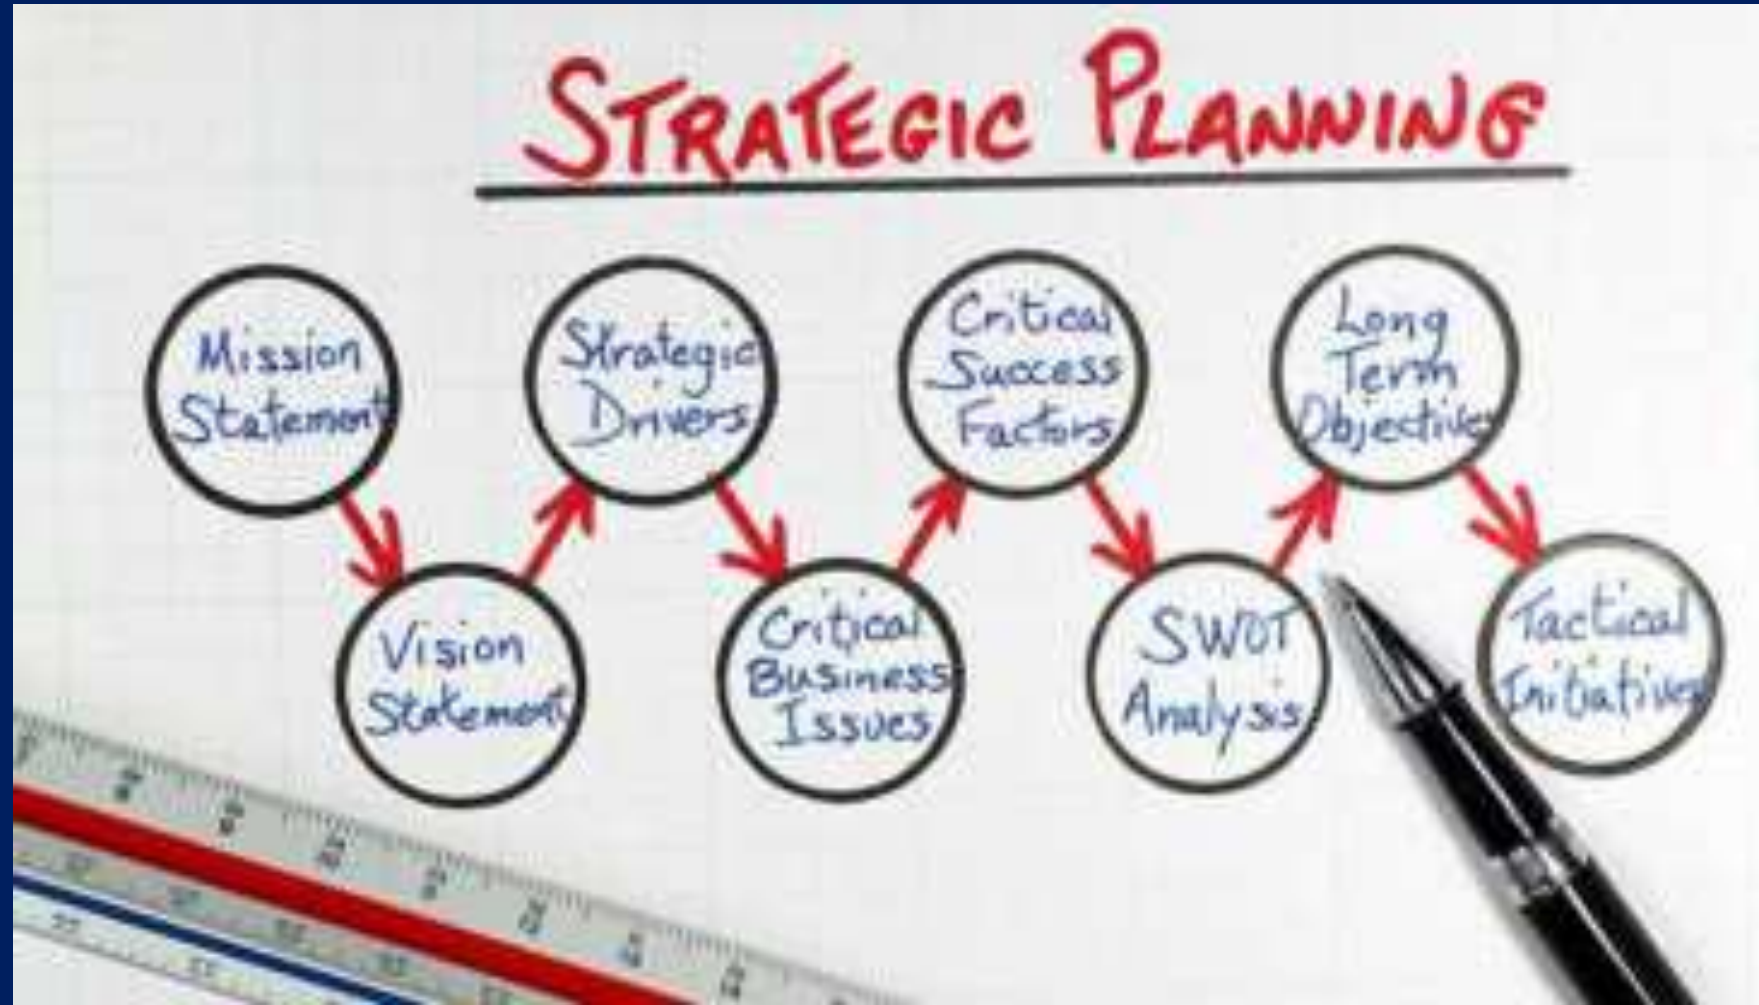 STRATEGIC PLANNING
Mission
Statement
Vision
Statement
Strategic
Drivers
Critical
Business
Issues
Critical
Success
Factors
SWOT
Analysis
Long
Term
Objectives
Tactical
Initiatives